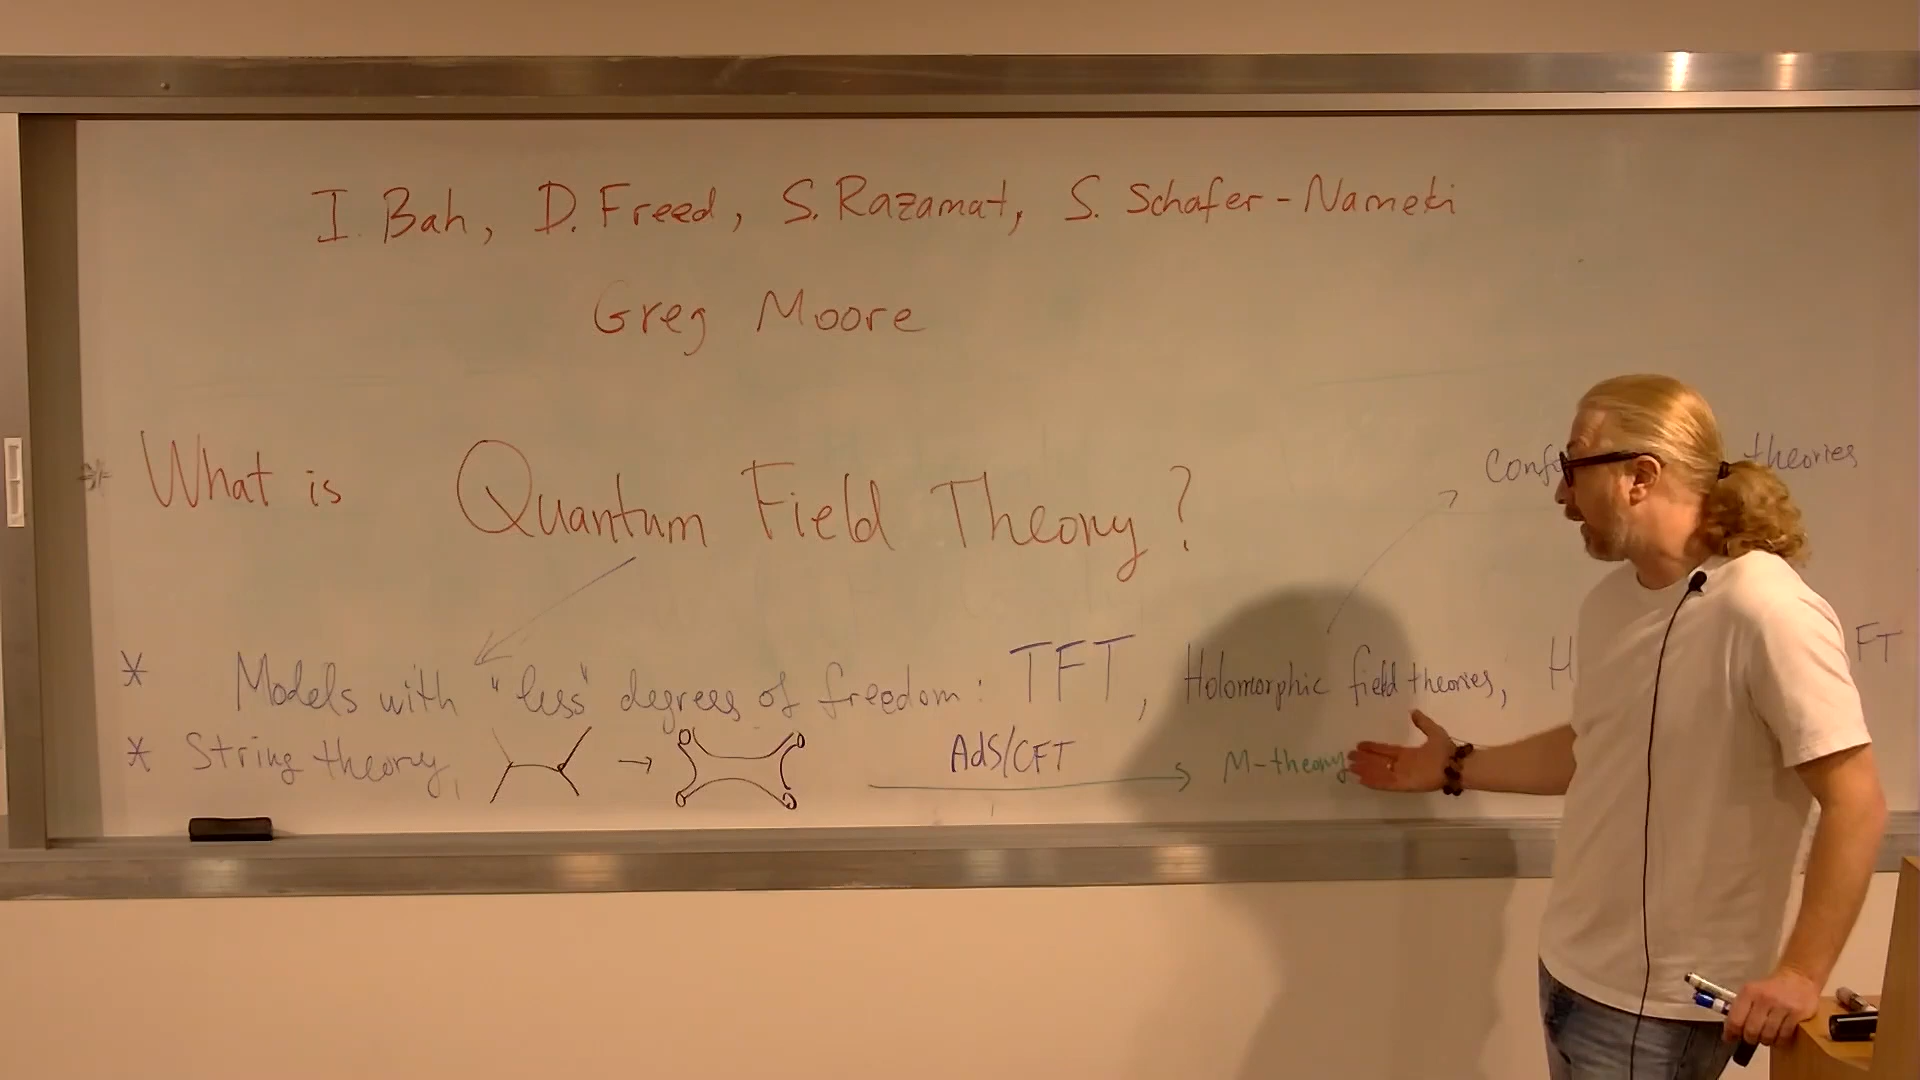 I. Bah, D. Freed, S. Razamat, S. Schafer-Nameki
Greg Moore
* What is Quantum Field Theory?
theories
* Models with "less" degrees of freedom: TFT, Holomorphic field theories, H FT
* String theory, → AdS/CFT M-theory